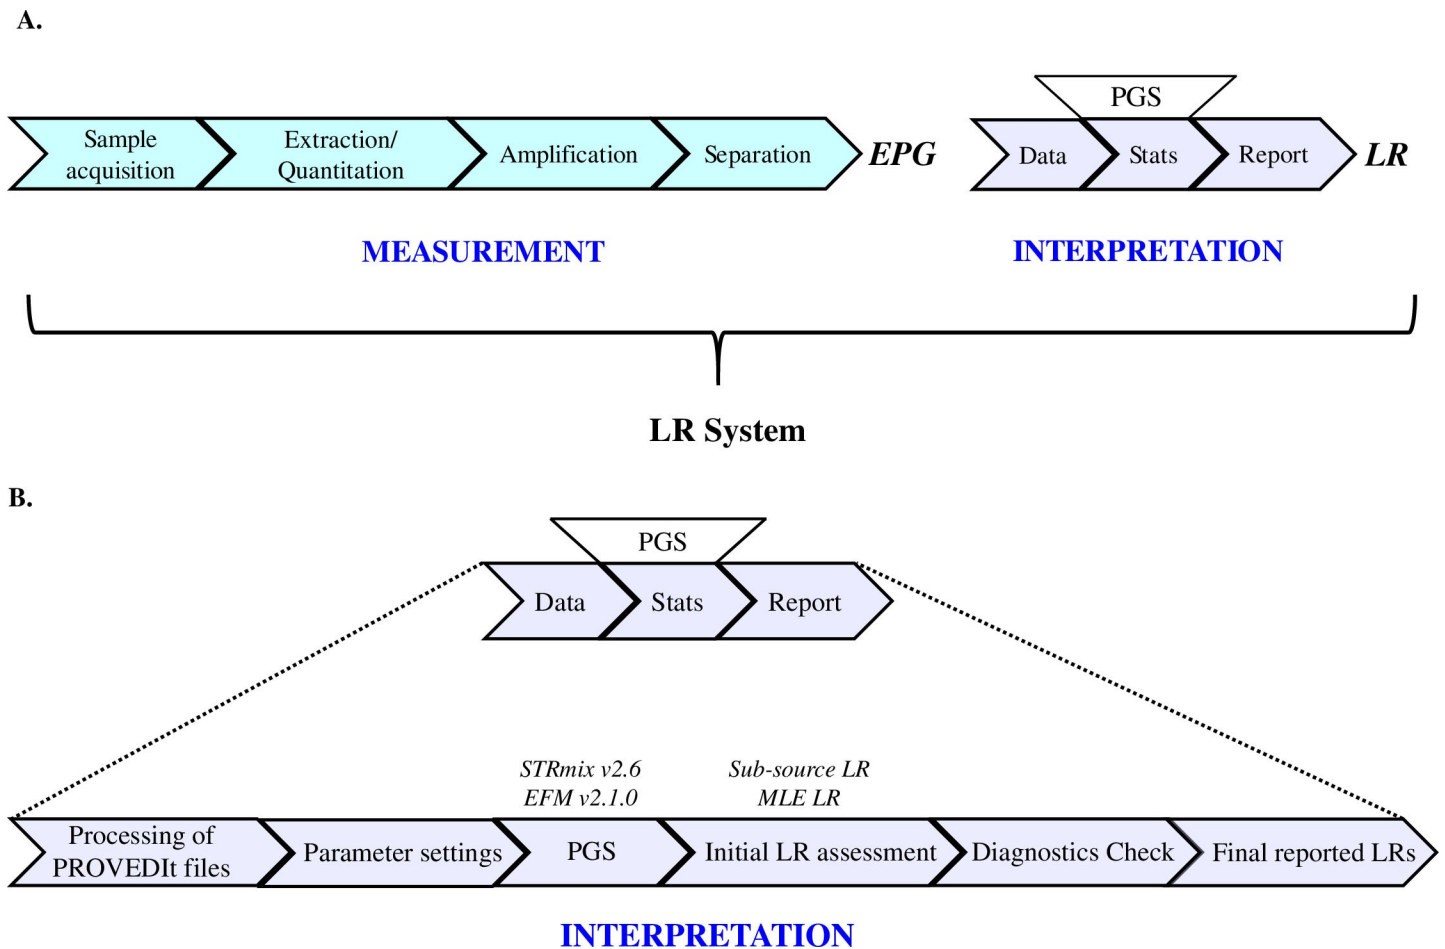 A.
PGS
Sample
acquisition
Extraction/
Quantitation
Amplification
Separation
EPG
Data
Stats
Report
LR
MEASUREMENT
INTERPRETATION
LR System
B.
PGS
Data
Stats
Report
STRmix v2.6
EFM v2.1.0
Sub-source LR
MLE LR
Processing of
PROVEDIt files
Parameter settings
PGS
Initial LR assessment
Diagnostics Check
Final reported LRs
INTERPRETATION